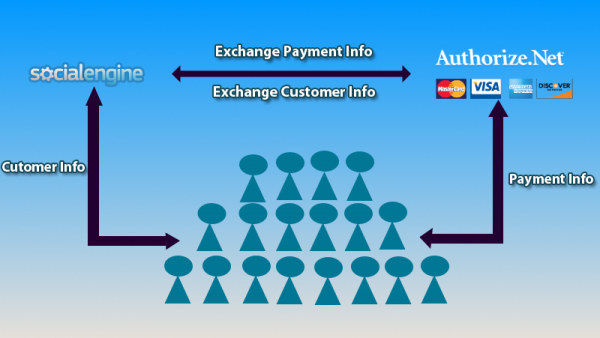 Exchange Payment Info
socialengine
Authorize.Net
Exchange Customer Info
MasterCard VISA AMERICAN EXPRESS DISCOVER
Cutomer Info
Payment Info